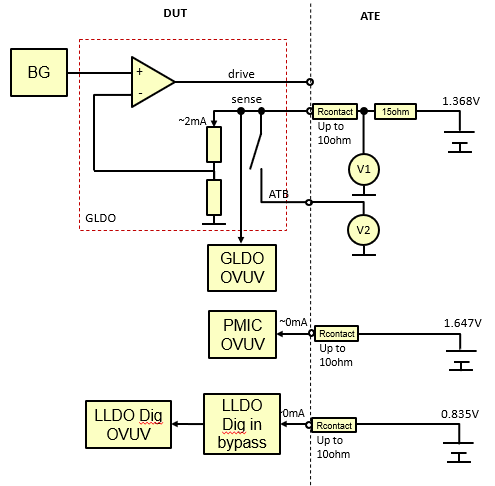 DUT
ATE
BG
+
-
drive
sense
~2mA
Rcontact
15ohm
1.368V
Up to
10ohm
V1
ATB
V2
GLDO
GLDO
OVUV
PMIC
OVUV
~0mA
Rcontact
1.647V
Up to
10ohm
LLDO Dig
OVUV
LLDO
Dig in
bypass
~0mA
Rcontact
0.835V
Up to
10ohm